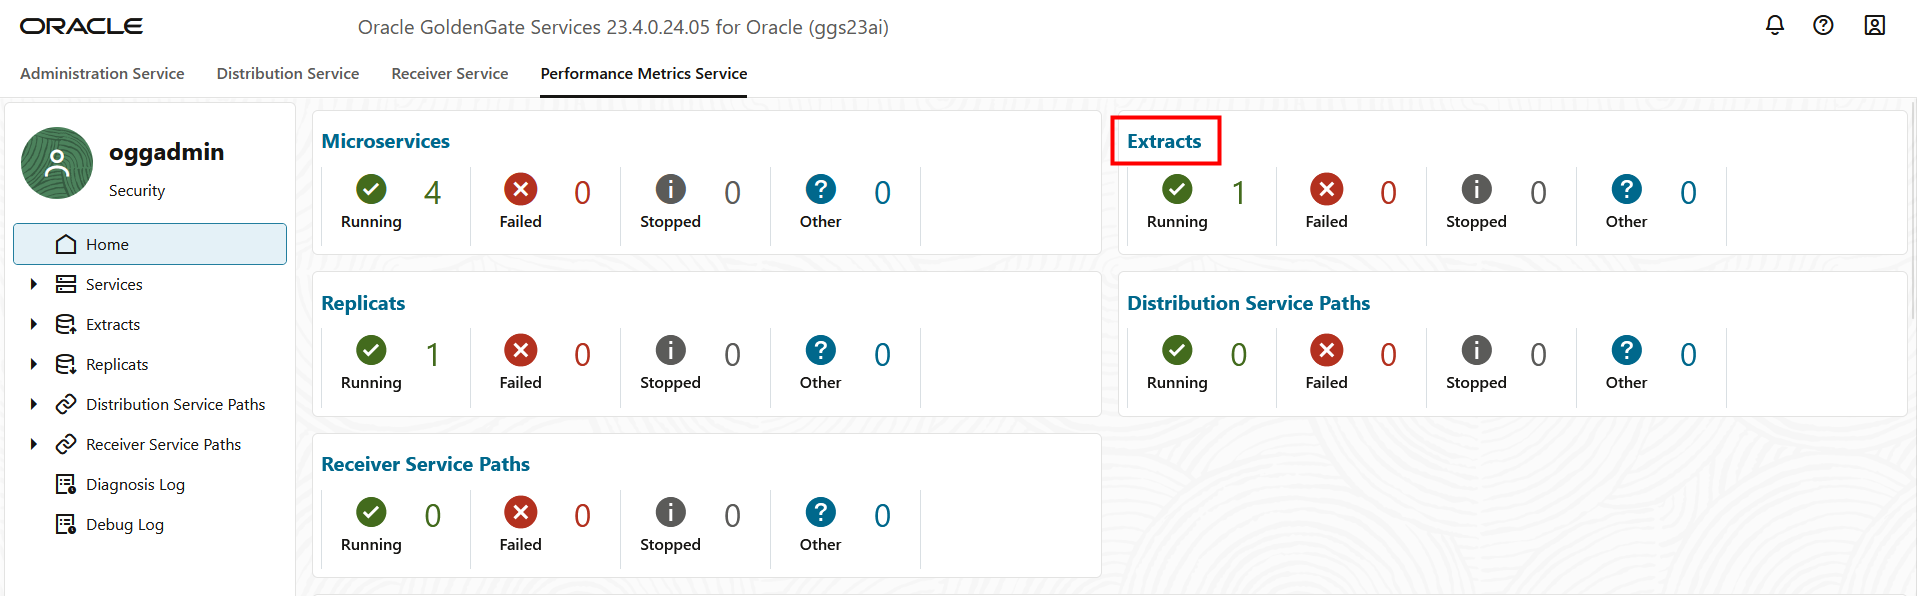 ORACLE
Oracle GoldenGate Services 23.4.0.24.05 for Oracle (ggs23ai)
Administration Service
Distribution Service
Receiver Service
Performance Metrics Service
oggadmin
Security
Home
Services
Extracts
Replicats
Distribution Service Paths
Receiver Service Paths
Diagnosis Log
Debug Log
Microservices
4
Running
0
Failed
0
Stopped
0
Other
Extracts
1
Running
0
Failed
0
Stopped
0
Other
Replicats
1
Running
0
Failed
0
Stopped
0
Other
Distribution Service Paths
0
Running
0
Failed
0
Stopped
0
Other
Receiver Service Paths
0
Running
0
Failed
0
Stopped
0
Other